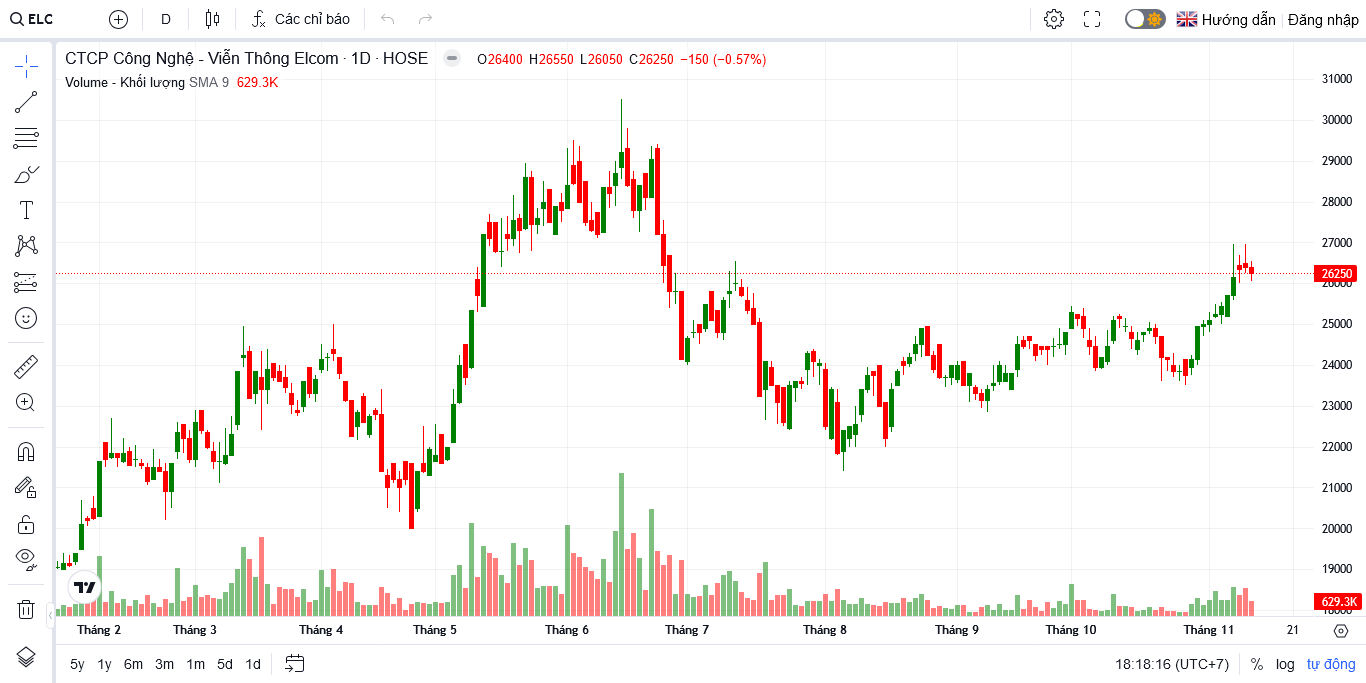 ELC D Các chỉ báo Hướng dẫn Đăng nhập
CTCP Công Nghệ - Viễn Thông Elcom · 1D · HOSE O26400 H26550 L26050 C26250 −150 (−0.57%)
Volume - Khối lượng SMA 9 629.3K
31000
30000
29000
28000
27000
26250
26000
25000
24000
23000
22000
21000
20000
19000
629.3K
Tháng 2 Tháng 3 Tháng 4 Tháng 5 Tháng 6 Tháng 7 Tháng 8 Tháng 9 Tháng 10 Tháng 11 21
5y 1y 6m 3m 1m 5d 1d 18:18:16 (UTC+7) % log tự động